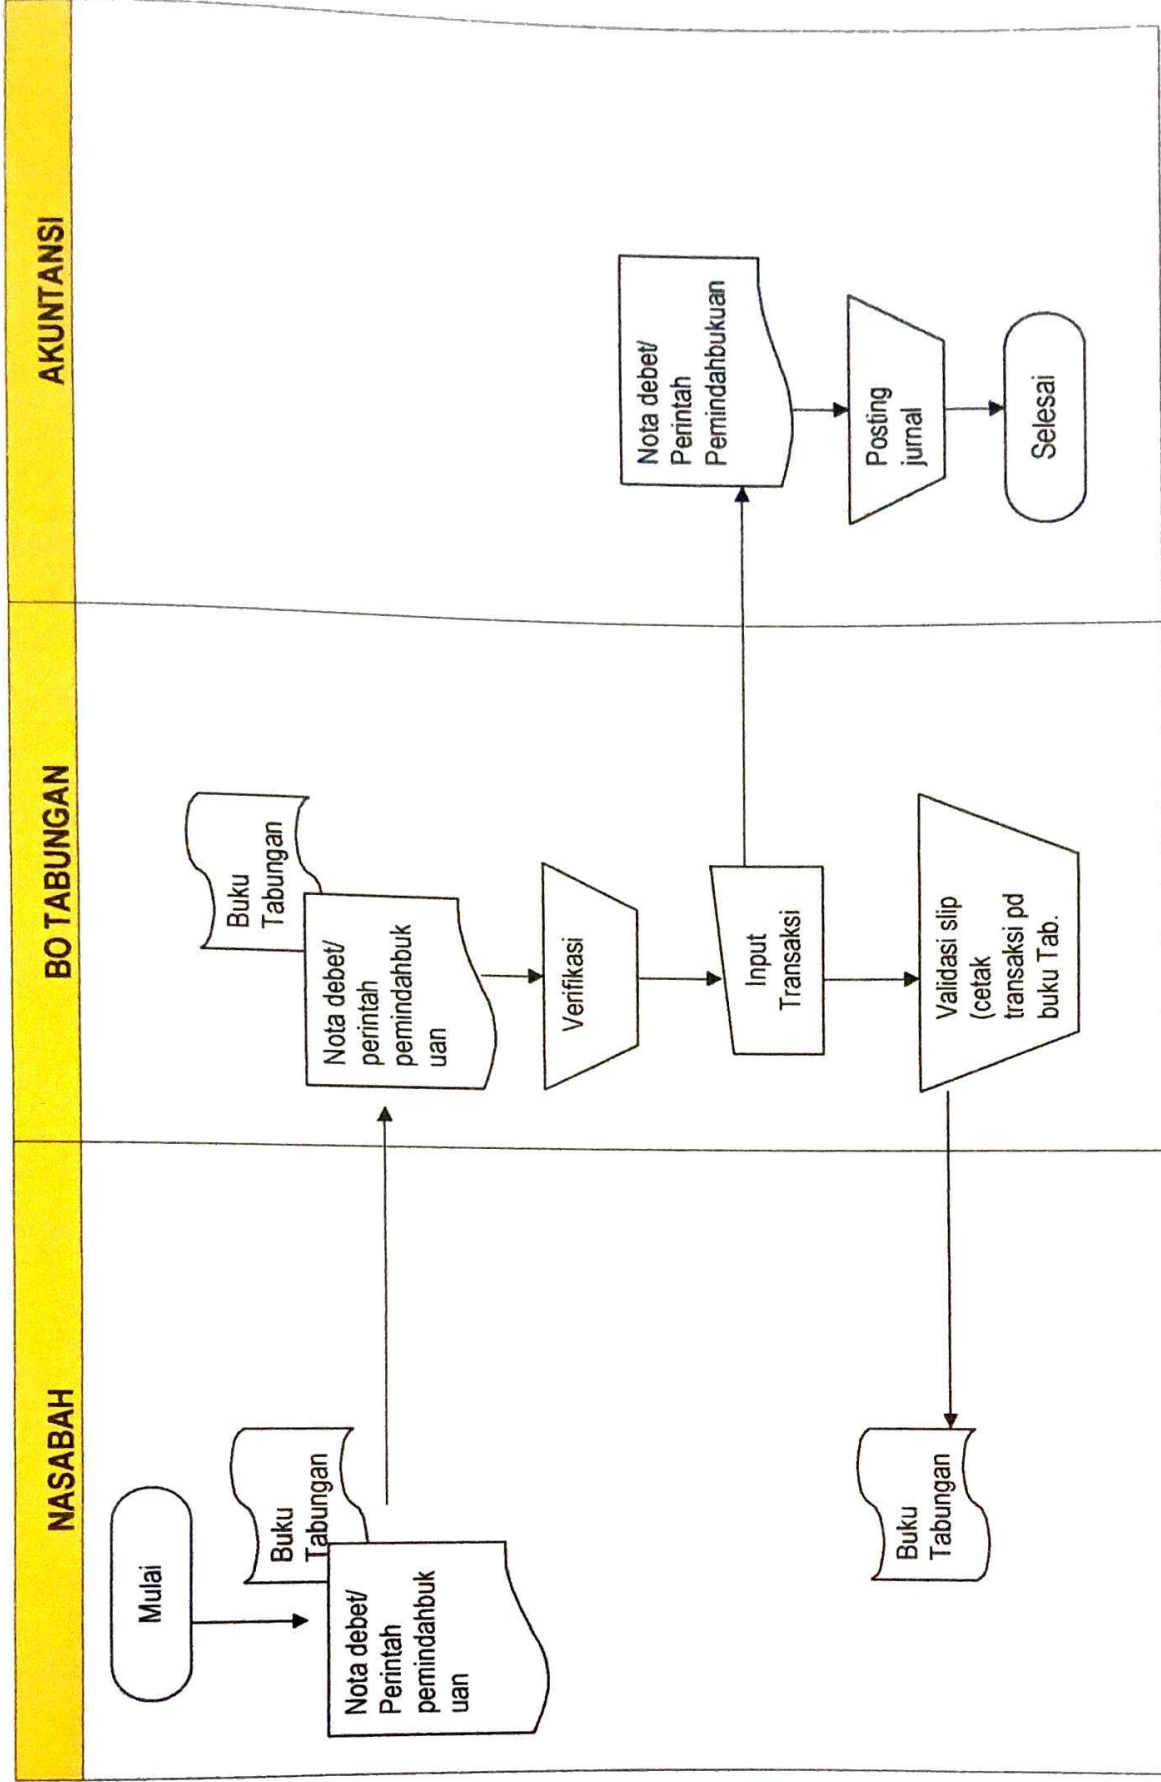 NASABAH
BO TABUNGAN
AKUNTANSI
Mulai
Buku
Tabungan
Nota debet/
Perintah
pemindahbuk
uan
Buku
Tabungan
Nota debet/
perintah
pemindahbuk
uan
Verifikasi
Input
Transaksi
Validasi slip
(cetak
transaksi pd
buku Tab.
Buku
Tabungan
Nota debet/
Perintah
Pemindahbukuan
Posting
jurnal
Selesai